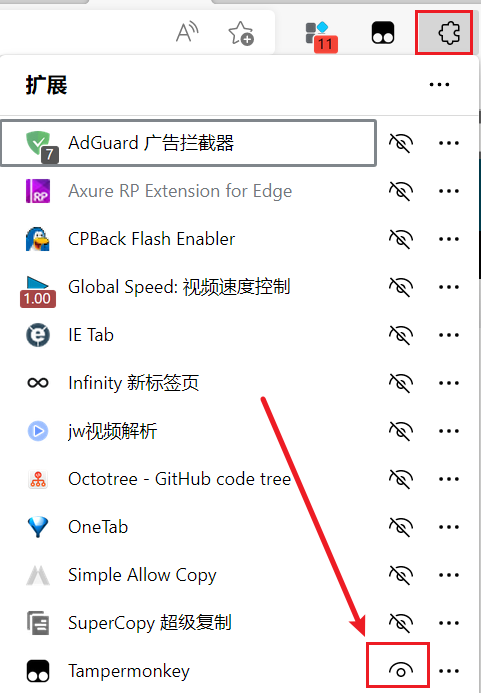 A
11
扩展
AdGuard 广告拦截器
7
Axure RP Extension for Edge
RP
CPBack Flash Enabler
Global Speed: 视频速度控制
1.00
IE Tab
Infinity 新标签页
jw视频解析
Octotree - GitHub code tree
OneTab
Simple Allow Copy
SuperCopy 超级复制
Tampermonkey